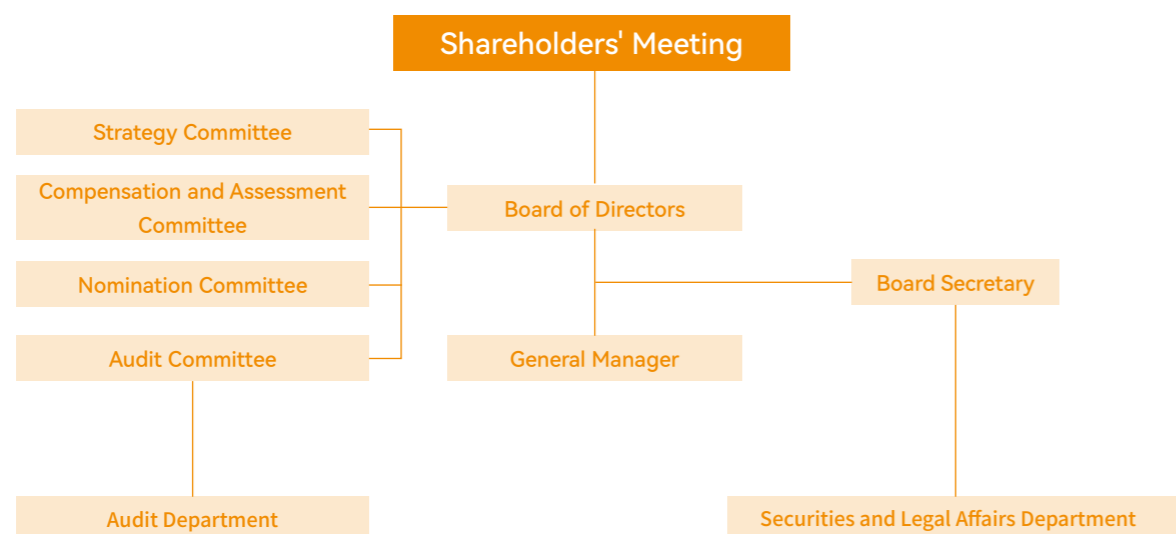 Shareholders' Meeting
Strategy Committee
Compensation and Assessment
Committee
Board of Directors
Nomination Committee
Board Secretary
Audit Committee
General Manager
Audit Department
Securities and Legal Affairs Department